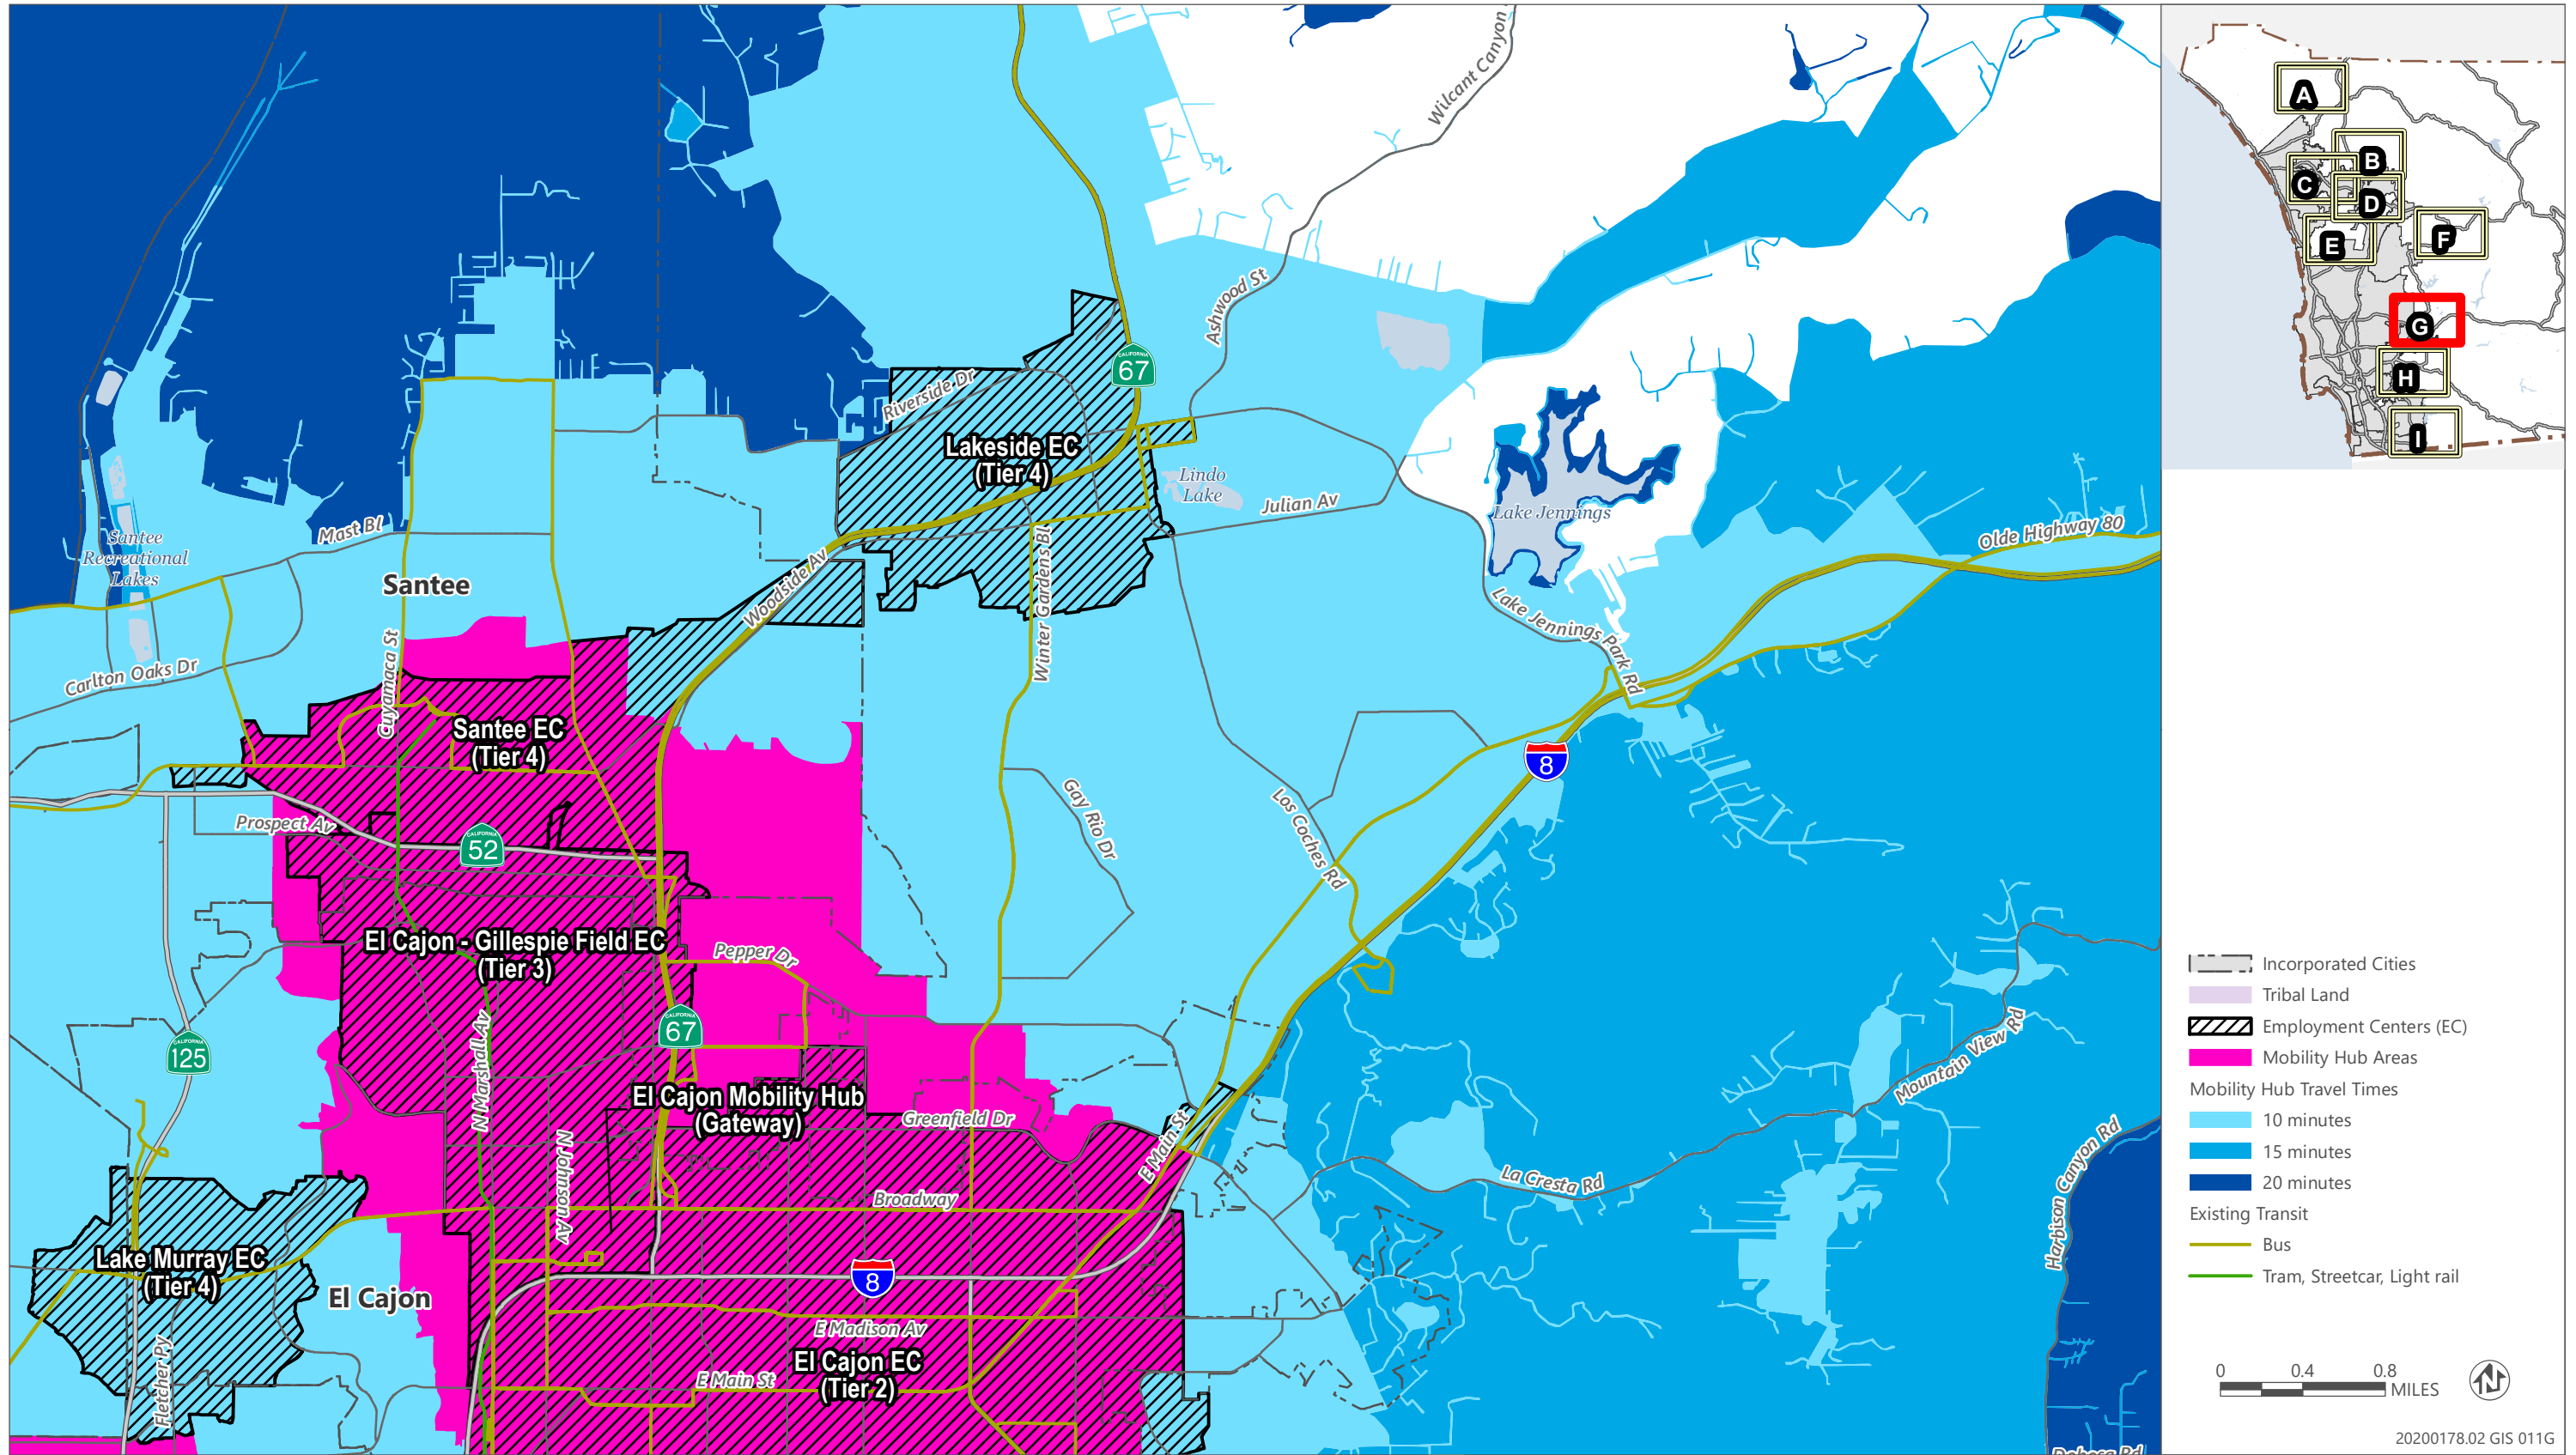 Wilcant Canyon
Ashwood St
CALIFORNIA
67
Riverside Dr
Lakeside EC
(Tier 4)
Lindo
Lake
Julian Av
Lake Jennings
Olde Highway 80
Mast Bl
Santee
Recreational
Lakes
Santee
Woodside Av
Winter Gardens Bl
Lake Jennings Park Rd
Carlton Oaks Dr
Cuyamaca St
Santee EC
(Tier 4)
8
Prospect Av
CALIFORNIA
52
Gay Rio Dr
Los Coches Rd
El Cajon - Gillespie Field EC
(Tier 3)
Pepper Dr
CALIFORNIA
67
CALIFORNIA
125
N Marshall Av
El Cajon Mobility Hub
(Gateway)
Greenfield Dr
E Main St
Mountain View Rd
La Cresta Rd
Harbison Canyon Rd
N Johnson Av
Broadway
Lake Murray EC
(Tier 4)
El Cajon
8
E Madison Av
El Cajon EC
(Tier 2)
E Main St
Fletcher Py
A
B
C
D
E
F
G
H
I
Incorporated Cities
Tribal Land
Employment Centers (EC)
Mobility Hub Areas
Mobility Hub Travel Times
10 minutes
15 minutes
20 minutes
Existing Transit
Bus
Tram, Streetcar, Light rail
0 0.4 0.8
MILES
N
20200178.02 GIS 011G